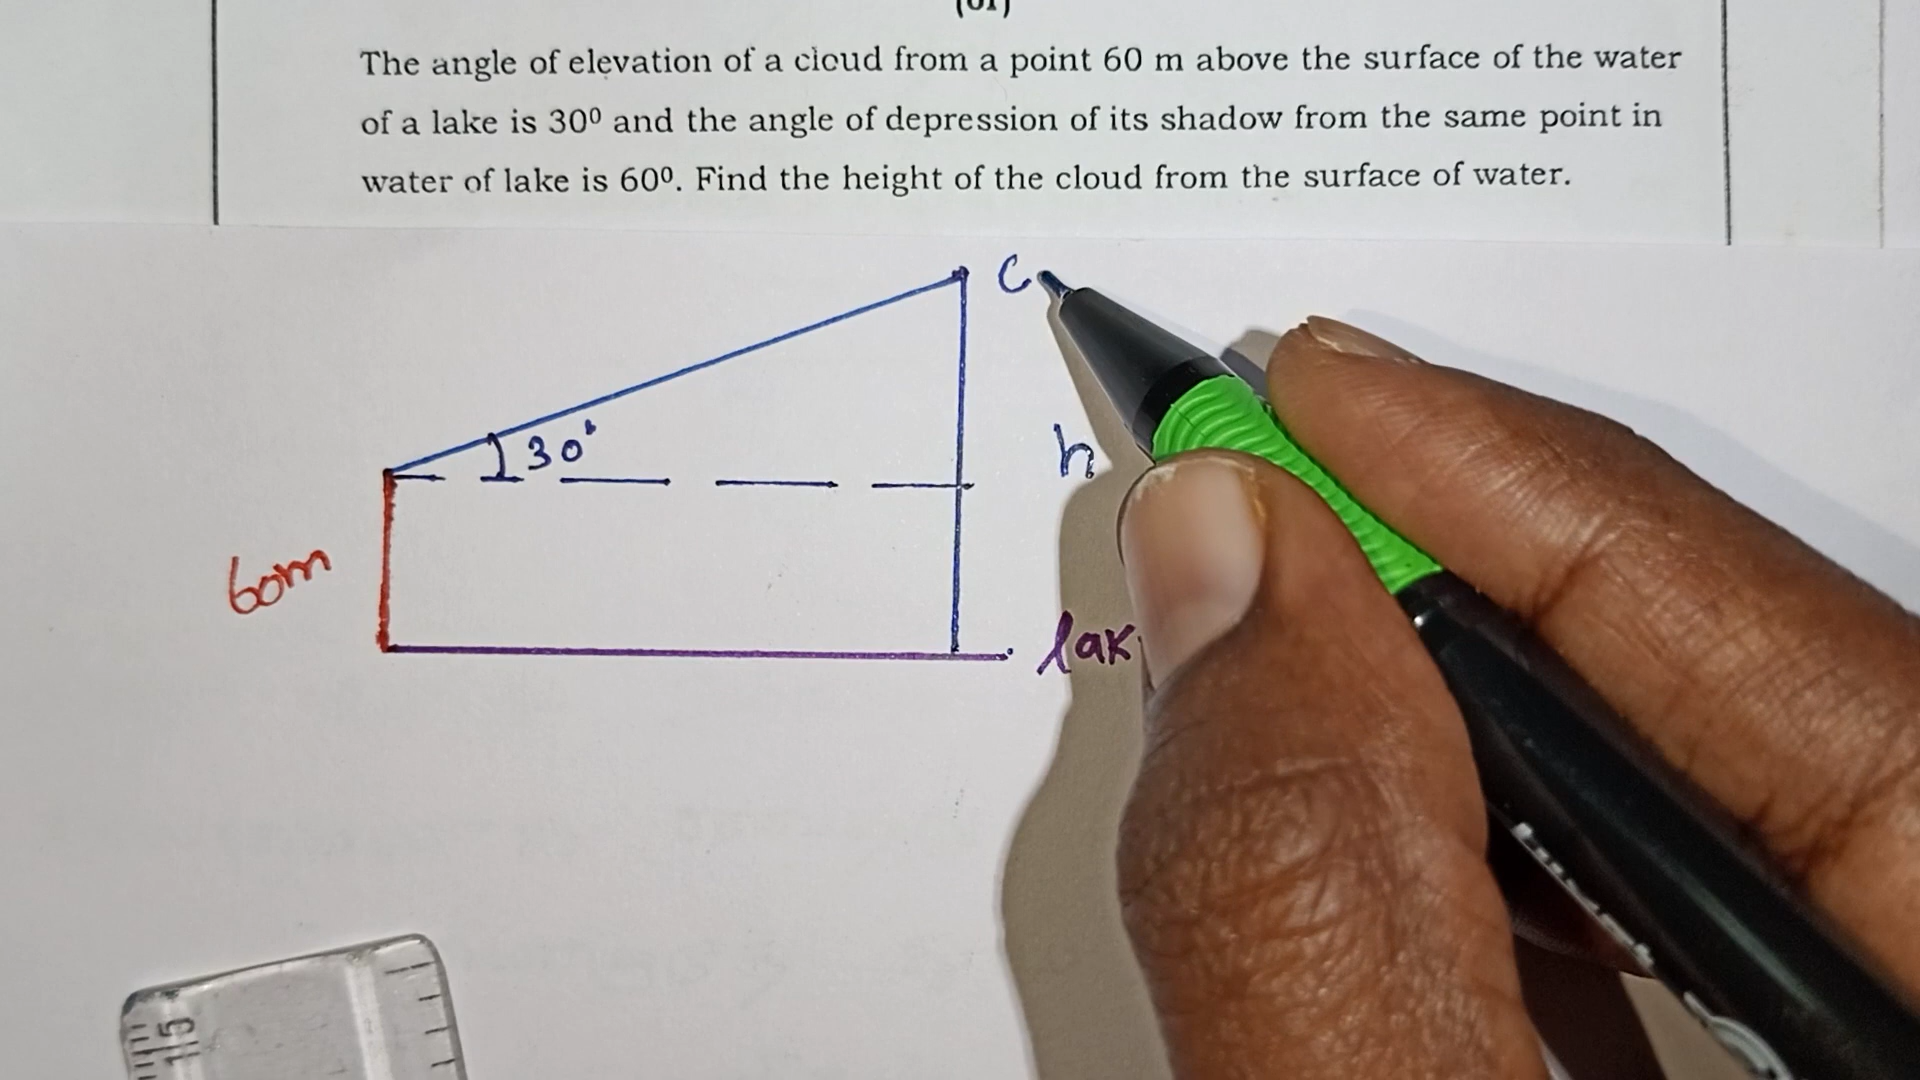 (or)
The angle of elevation of a cloud from a point 60 m above the surface of the water
of a lake is 30⁰ and the angle of depression of its shadow from the same point in
water of lake is 60⁰. Find the height of the cloud from the surface of water.
C
30°
h
60m
lak
15